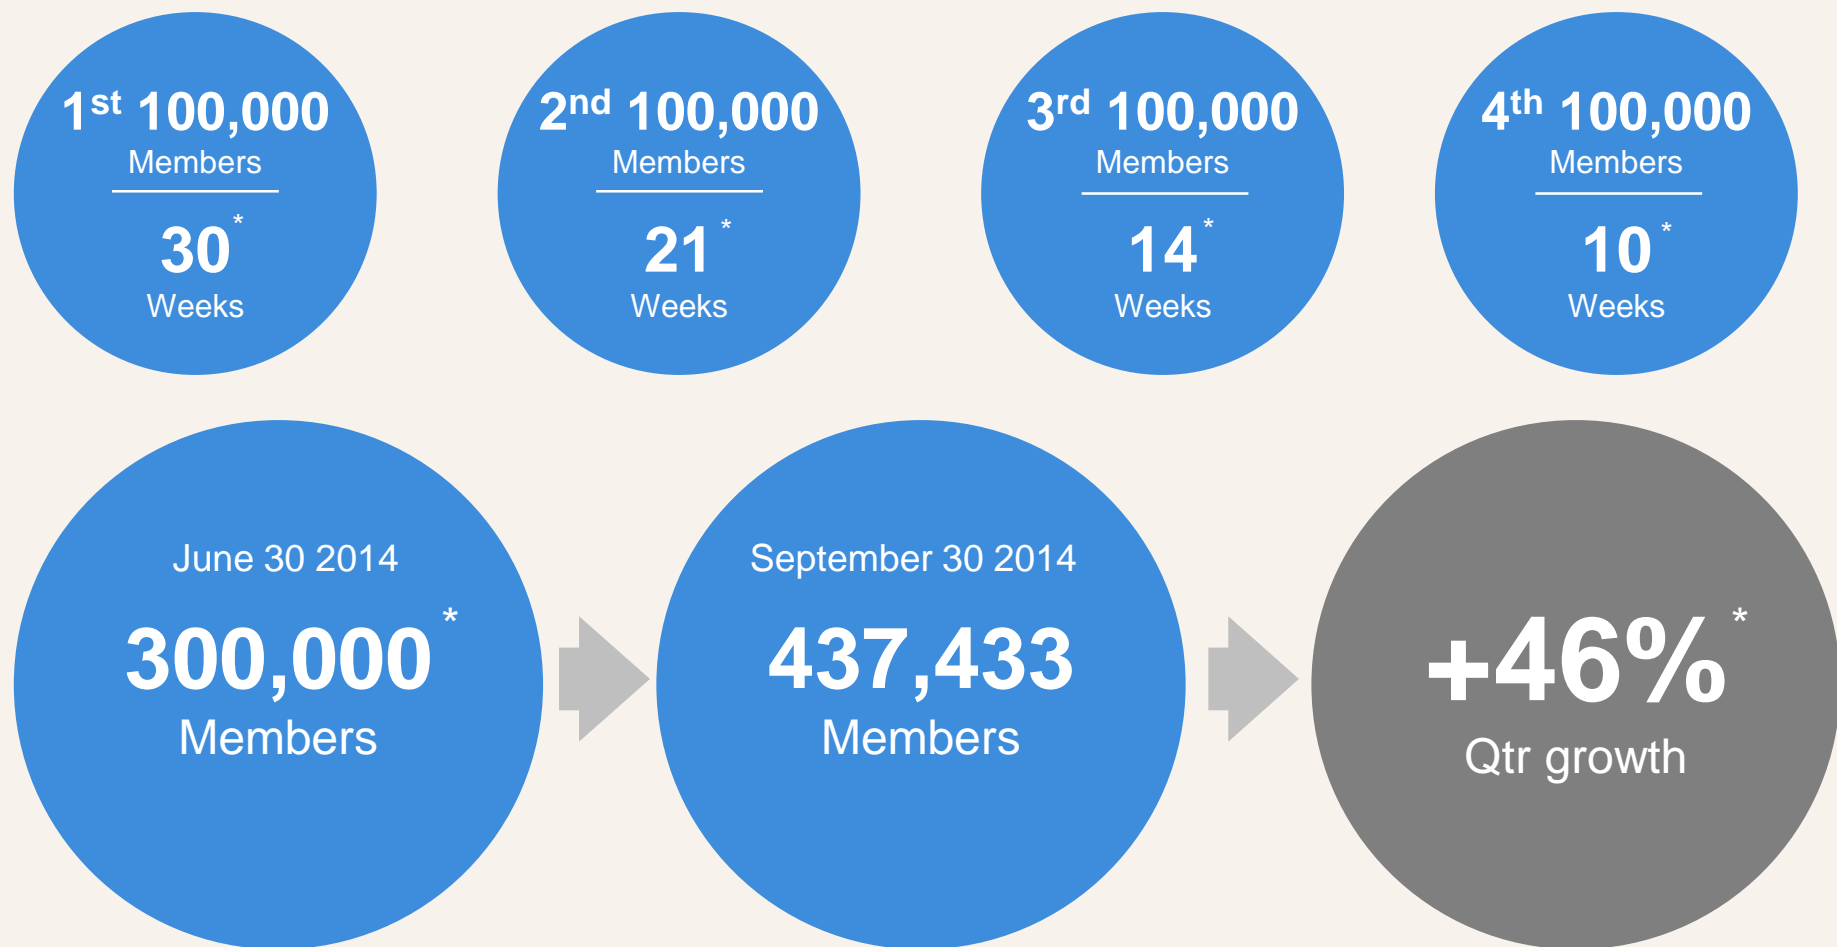 1st 100,000
Members
30*
Weeks
2nd 100,000
Members
21*
Weeks
3rd 100,000
Members
14*
Weeks
4th 100,000
Members
10*
Weeks
June 30 2014
300,000*
Members
September 30 2014
437,433
Members
+46%*
Qtr growth